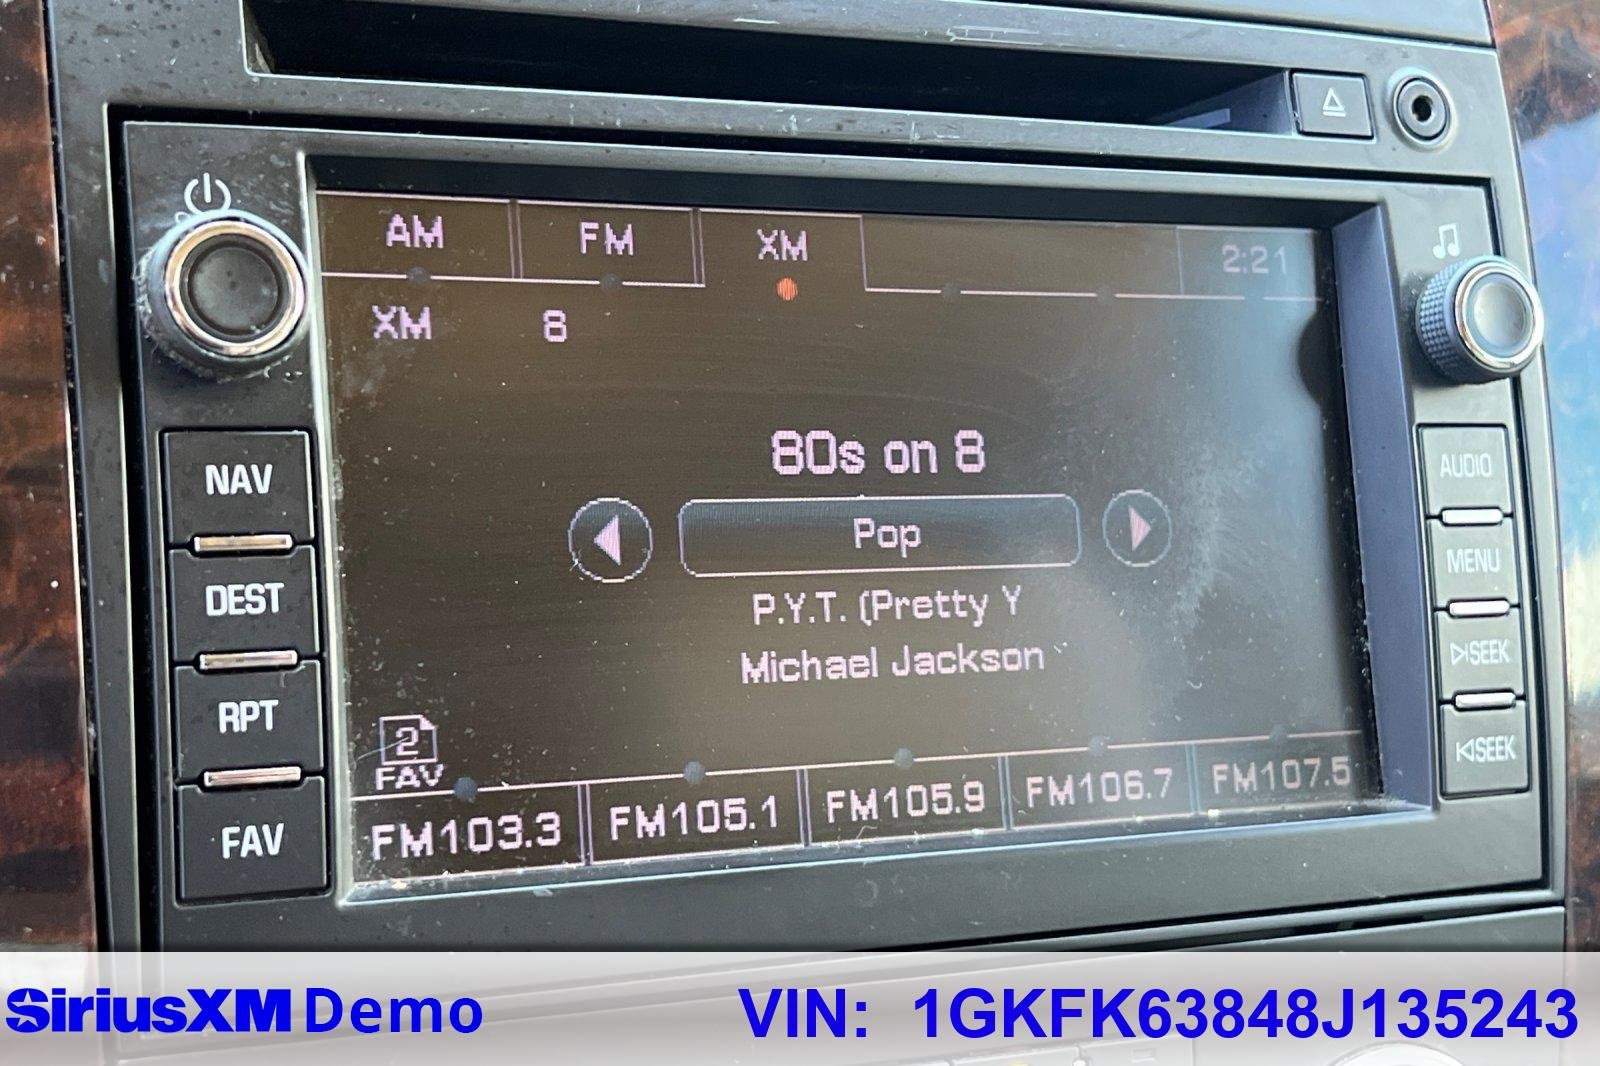 AM FM XM 2:21
XM 8
80s on 8
Pop
P.Y.T. (Pretty Y
Michael Jackson
2
FAV
FM103.3 FM105.1 FM105.9 FM106.7 FM107.5
NAV
DEST
RPT
FAV
AUDIO
MENU
SEEK
SEEK
SiriusXM Demo VIN: 1GKFK63848J135243